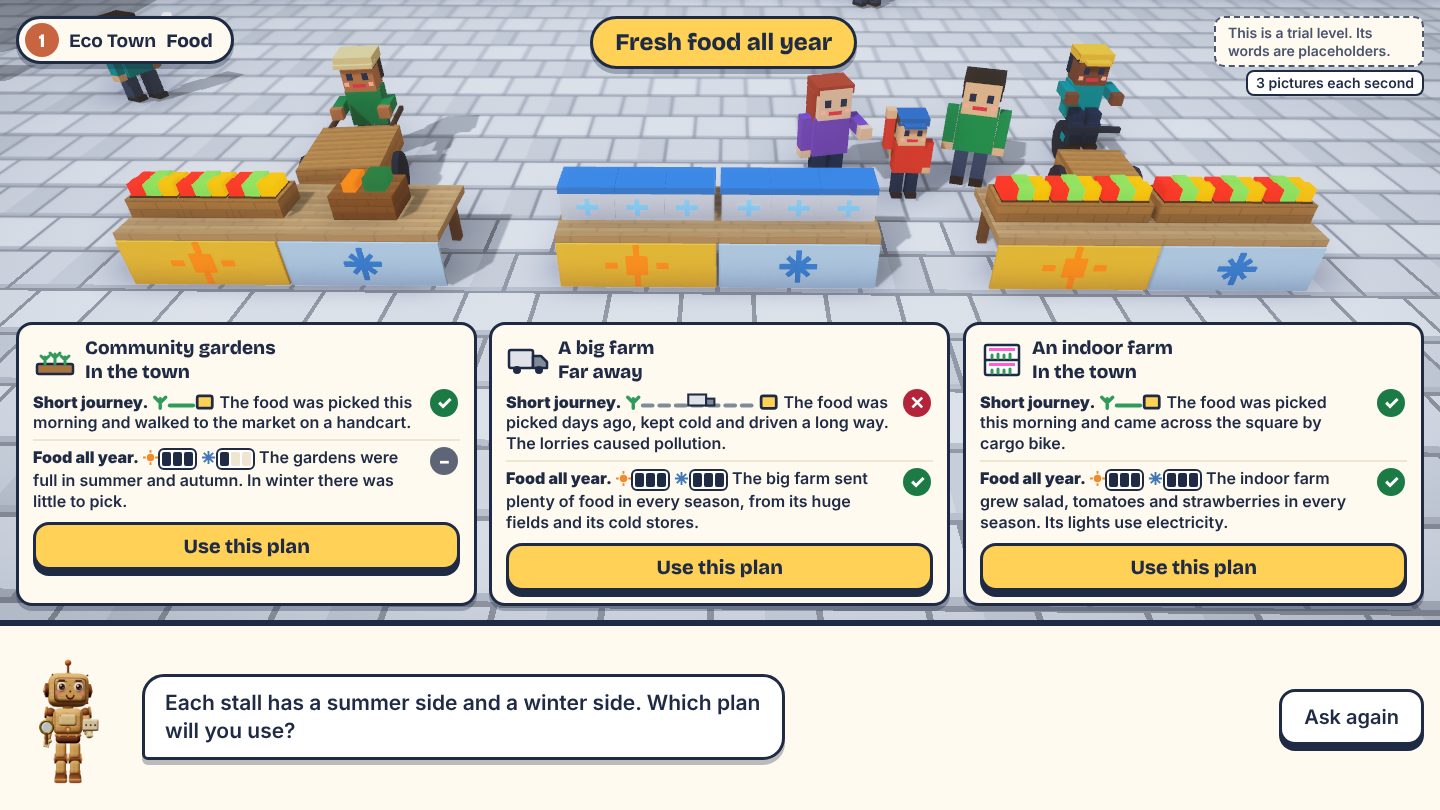 1 Eco Town Food
Fresh food all year
This is a trial level. Its
words are placeholders.
3 pictures each second
Community gardens
In the town
Short journey. The food was picked this
morning and walked to the market on a handcart.
Food all year. The gardens were
full in summer and autumn. In winter there was
little to pick.
Use this plan
A big farm
Far away
Short journey. The food was
picked days ago, kept cold and driven a long way.
The lorries caused pollution.
Food all year. The big farm sent
plenty of food in every season, from its huge
fields and its cold stores.
Use this plan
An indoor farm
In the town
Short journey. The food was picked
this morning and came across the square by
cargo bike.
Food all year. The indoor farm
grew salad, tomatoes and strawberries in every
season. Its lights use electricity.
Use this plan
Each stall has a summer side and a winter side. Which plan
will you use?
Ask again